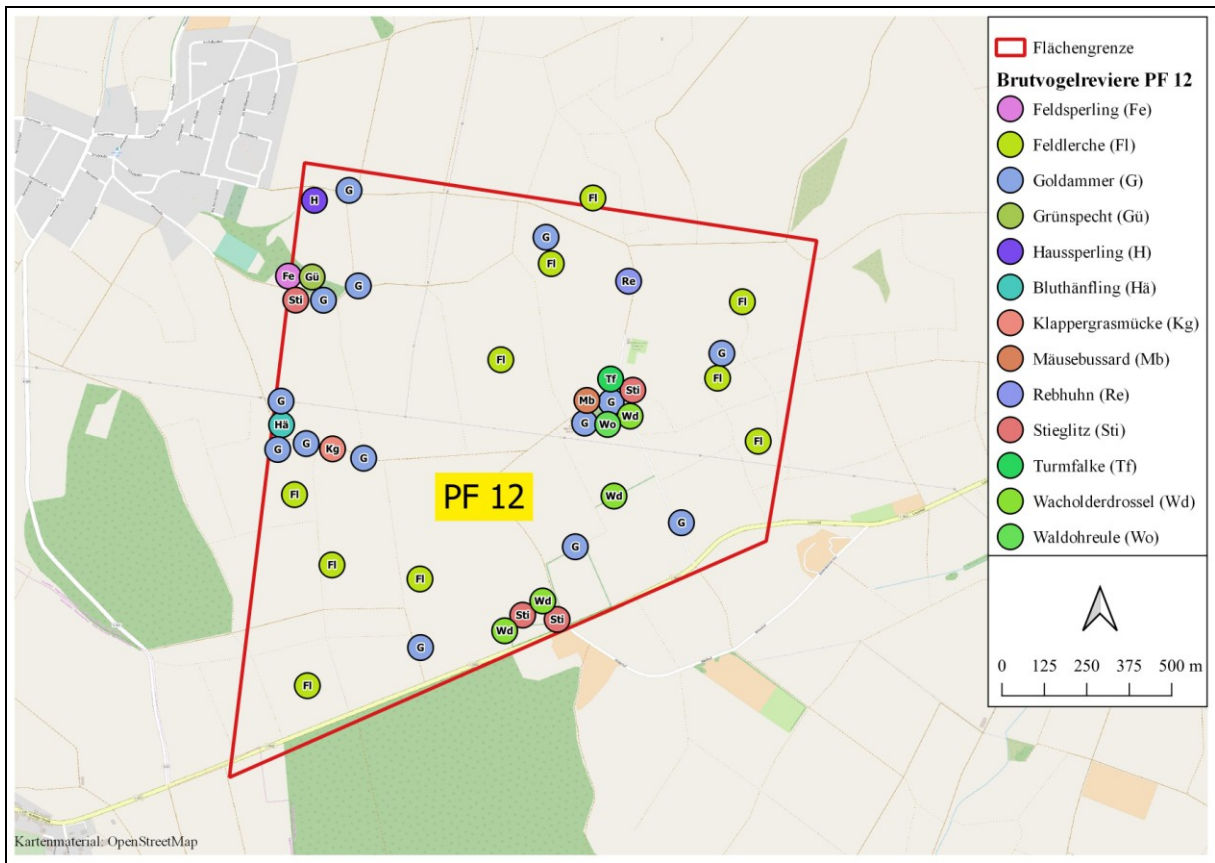 Flächengrenze
Brutvogelreviere PF 12
Feldsperling (Fe)
Feldlerche (Fl)
Goldammer (G)
Grünspecht (Gü)
Haussperling (H)
Bluthänfling (Hä)
Klappergrasmücke (Kg)
Mäusebussard (Mb)
Rebhuhn (Re)
Stieglitz (Sti)
Turmfalke (Tf)
Wacholderdrossel (Wd)
Waldohreule (Wo)
0 125 250 375 500 m
G
H
Fl
G
Fl
Fe Gü
G
Re
Sti G
Fl
G
Fl
Fl
Tf
Sti
Mb G
G
Wd
G Wo
Hä
G G Kg G
Fl
Fl
PF 12
Wd
G
G
Fl
Fl
Wd
Sti Sti
Wd
G
Fl
Kartenmaterial: OpenStreetMap